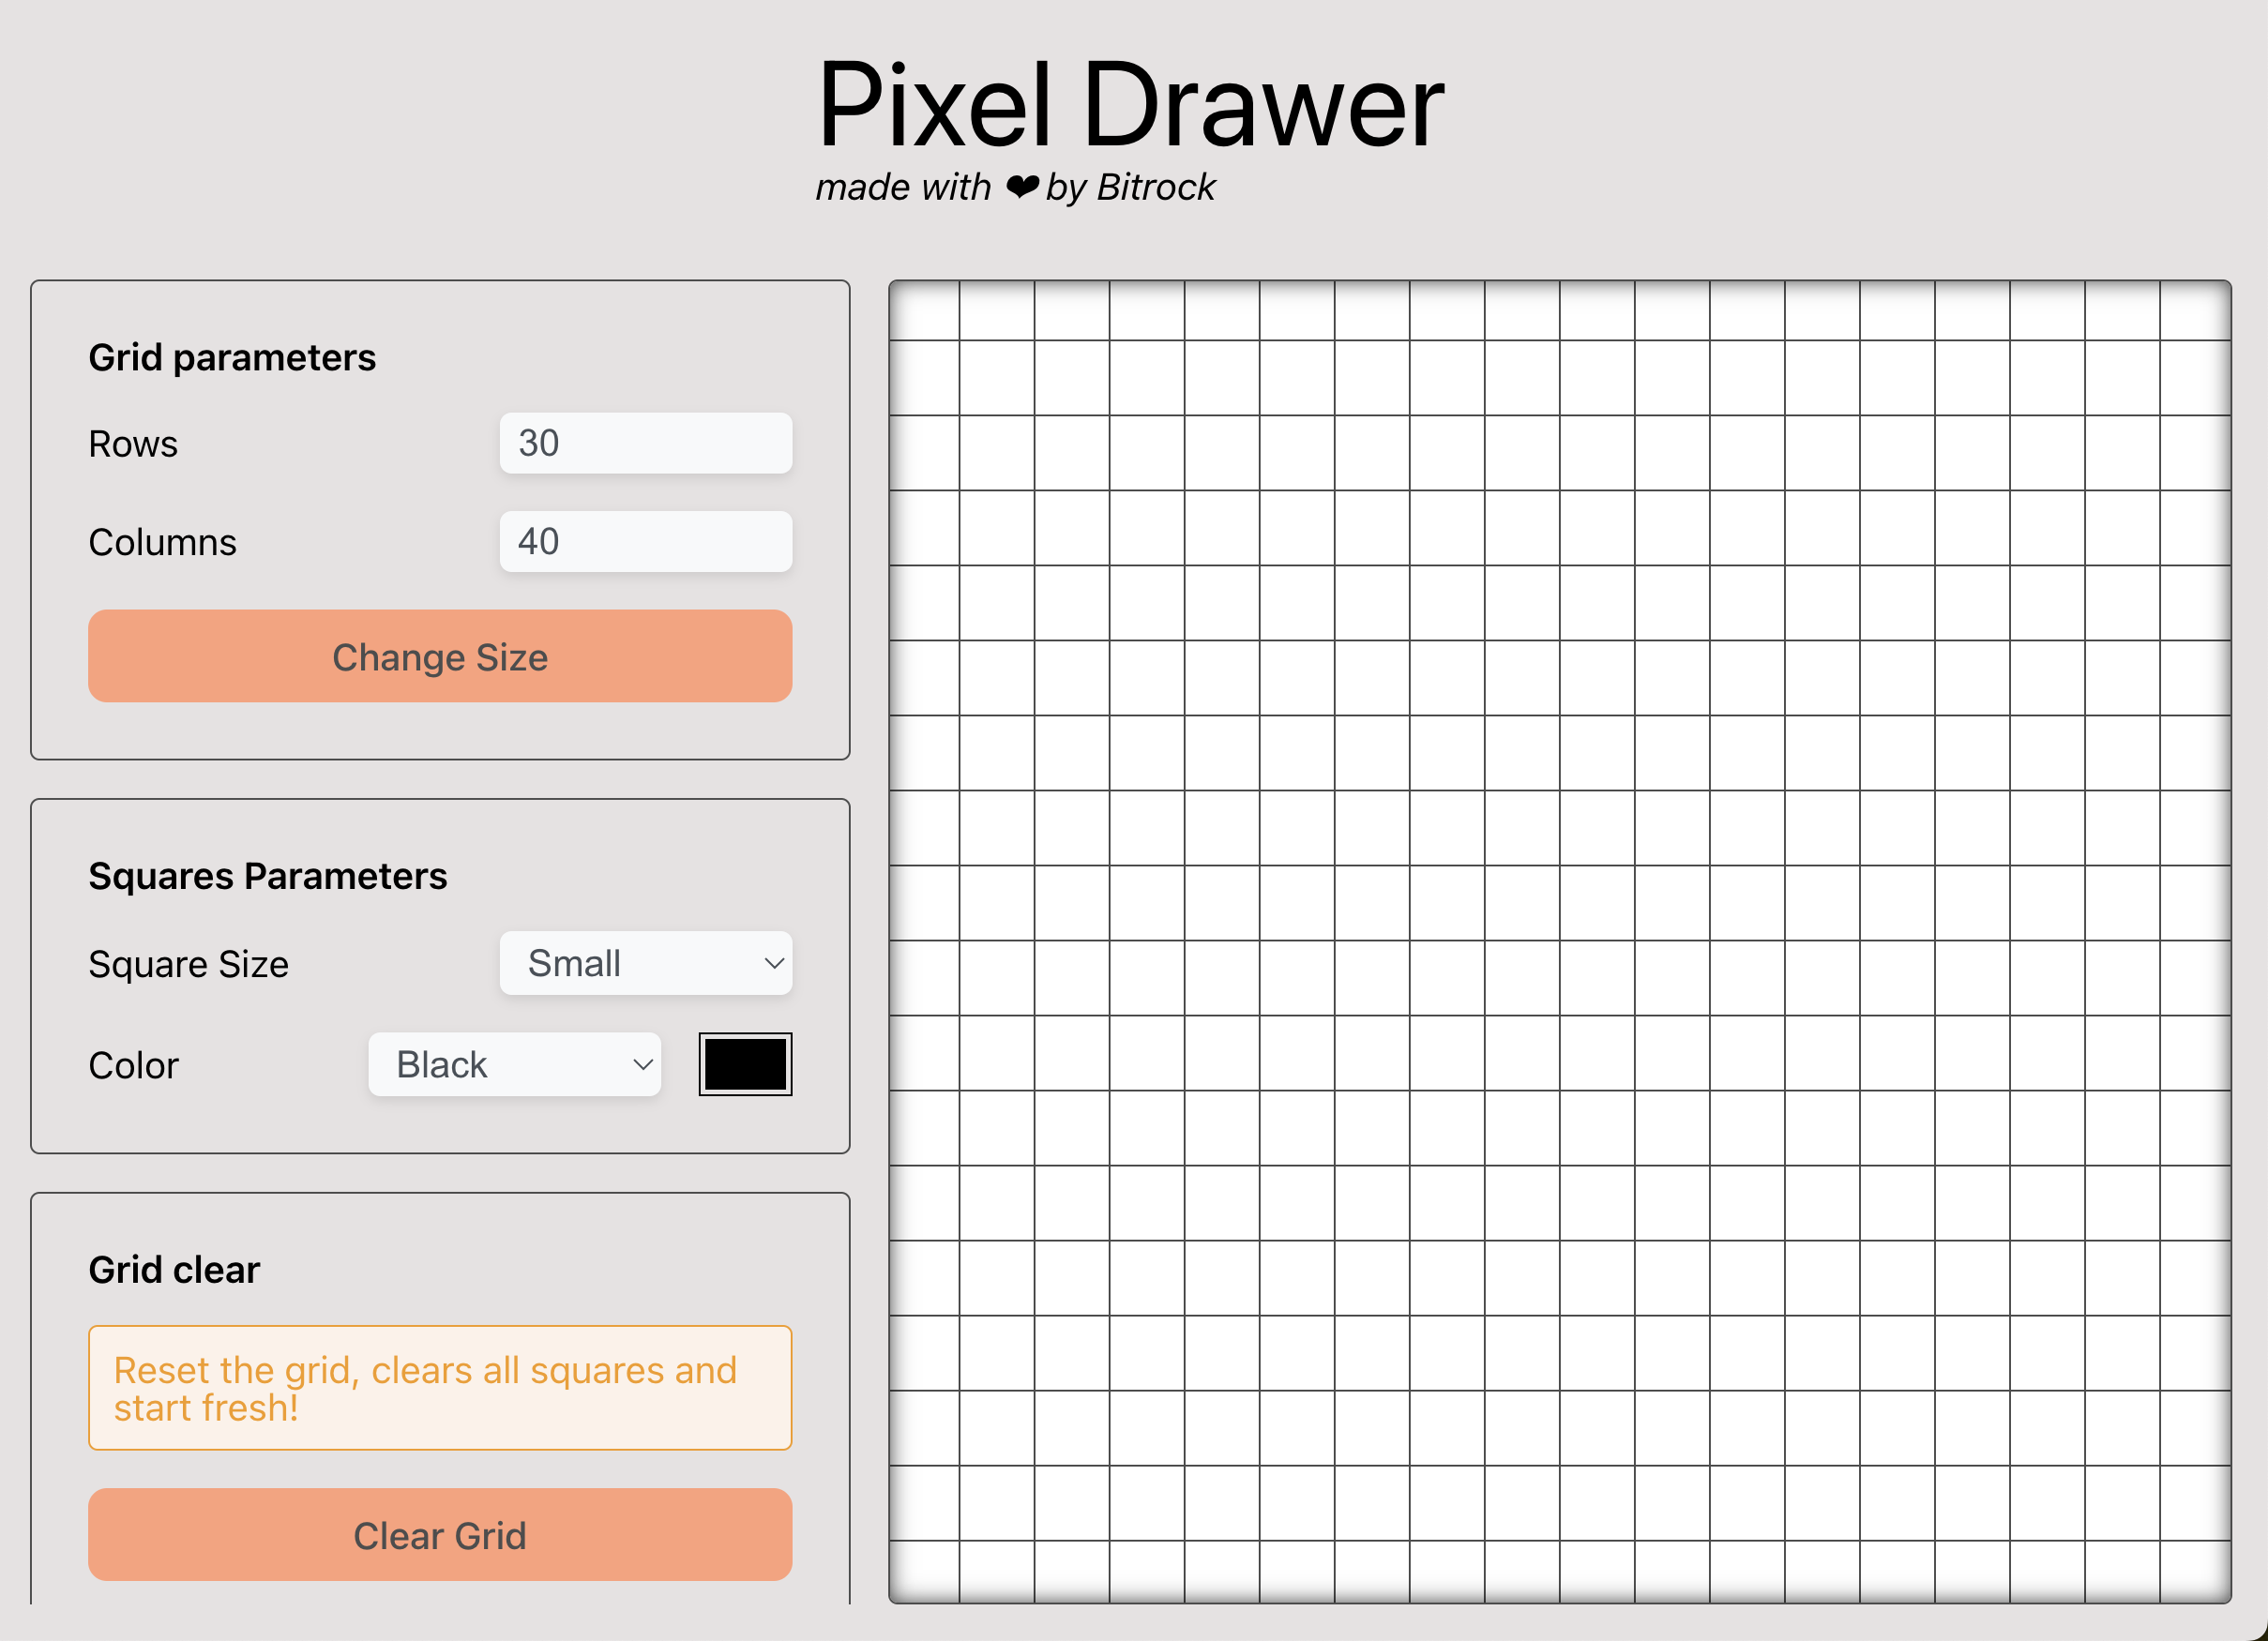 Pixel Drawer
made with ❤ by Bitrock
Grid parameters
Rows
30
Columns
40
Change Size
Squares Parameters
Square Size
Small
Color
Black
Grid clear
Reset the grid, clears all squares and
start fresh!
Clear Grid